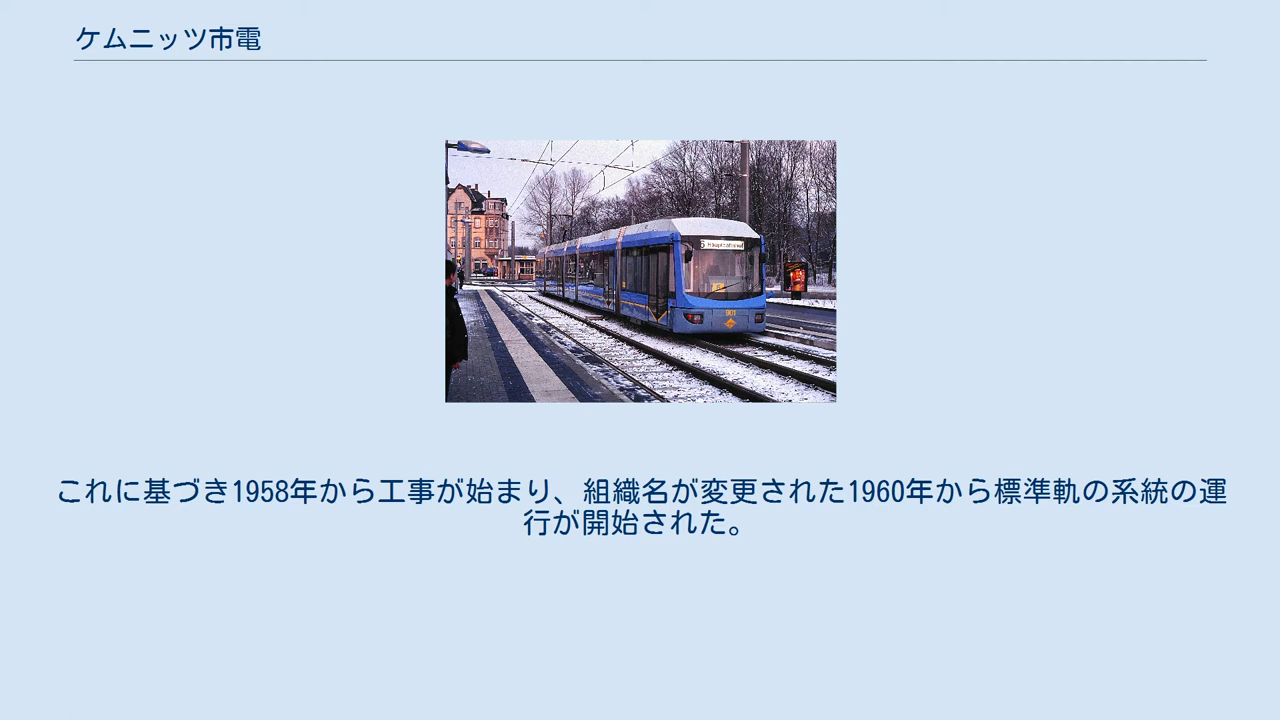 ケムニッツ市電
6 Hauptbahnhof
901
これに基づき1958年から工事が始まり、組織名が変更された1960年から標準軌の系統の運
行が開始された。